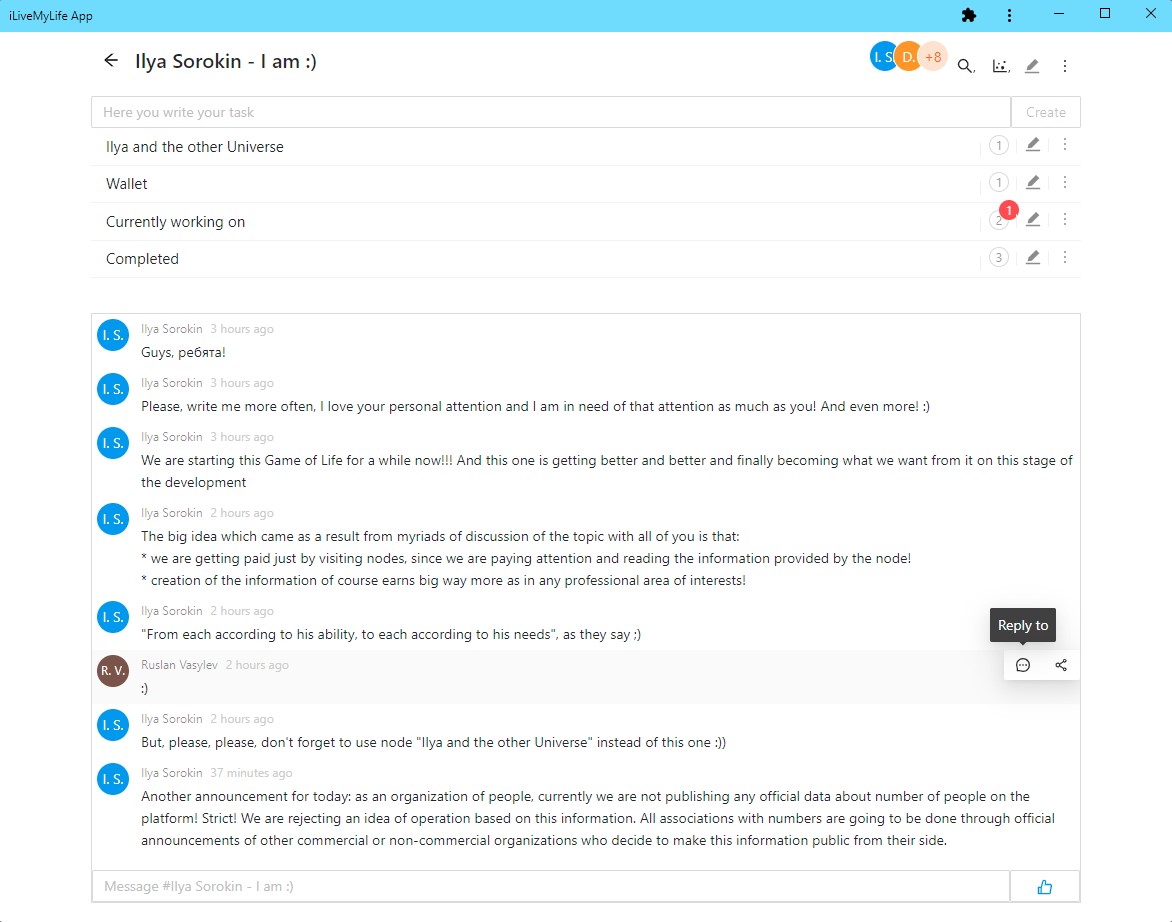 iLiveMyLife App
Ilya Sorokin - I am :)
I. S
D.
+8
Here you write your task
Create
Ilya and the other Universe
1
Wallet
1
Currently working on
2
1
Completed
3
I. S.
Ilya Sorokin 3 hours ago
Guys, ребята!
I. S.
Ilya Sorokin 3 hours ago
Please, write me more often, I love your personal attention and I am in need of that attention as much as you! And even more! :)
I. S.
Ilya Sorokin 3 hours ago
We are starting this Game of Life for a while now!!! And this one is getting better and better and finally becoming what we want from it on this stage of
the development
I. S.
Ilya Sorokin 2 hours ago
The big idea which came as a result from myriads of discussion of the topic with all of you is that:
* we are getting paid just by visiting nodes, since we are paying attention and reading the information provided by the node!
* creation of the information of course earns big way more as in any professional area of interests!
I. S.
Ilya Sorokin 2 hours ago
"From each according to his ability, to each according to his needs", as they say ;)
Reply to
R. V.
Ruslan Vasylev 2 hours ago
:)
I. S.
Ilya Sorokin 2 hours ago
But, please, please, don't forget to use node "Ilya and the other Universe" instead of this one :))
I. S.
Ilya Sorokin 37 minutes ago
Another announcement for today: as an organization of people, currently we are not publishing any official data about number of people on the
platform! Strict! We are rejecting an idea of operation based on this information. All associations with numbers are going to be done through official
announcements of other commercial or non-commercial organizations who decide to make this information public from their side.
Message #Ilya Sorokin - I am :)